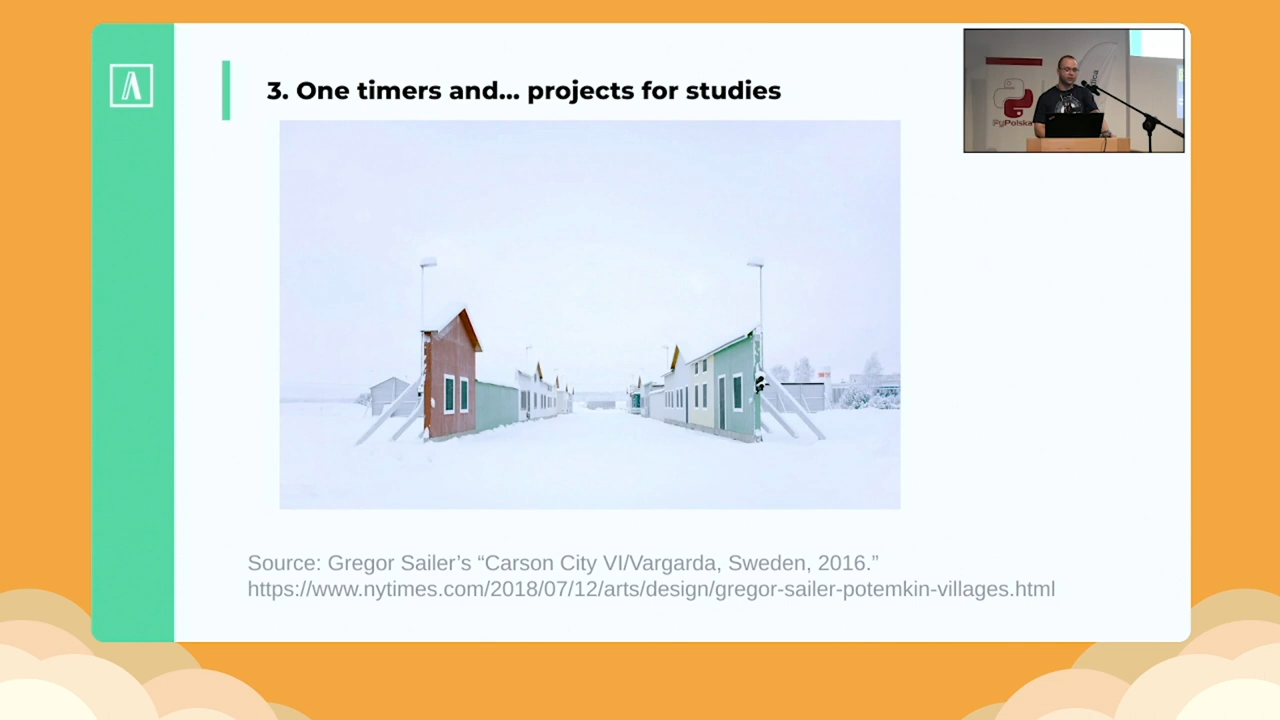 3. One timers and... projects for studies
PyPolska
Source: Gregor Sailer’s “Carson City VI/Vargarda, Sweden, 2016.”
https://www.nytimes.com/2018/07/12/arts/design/gregor-sailer-potemkin-villages.html